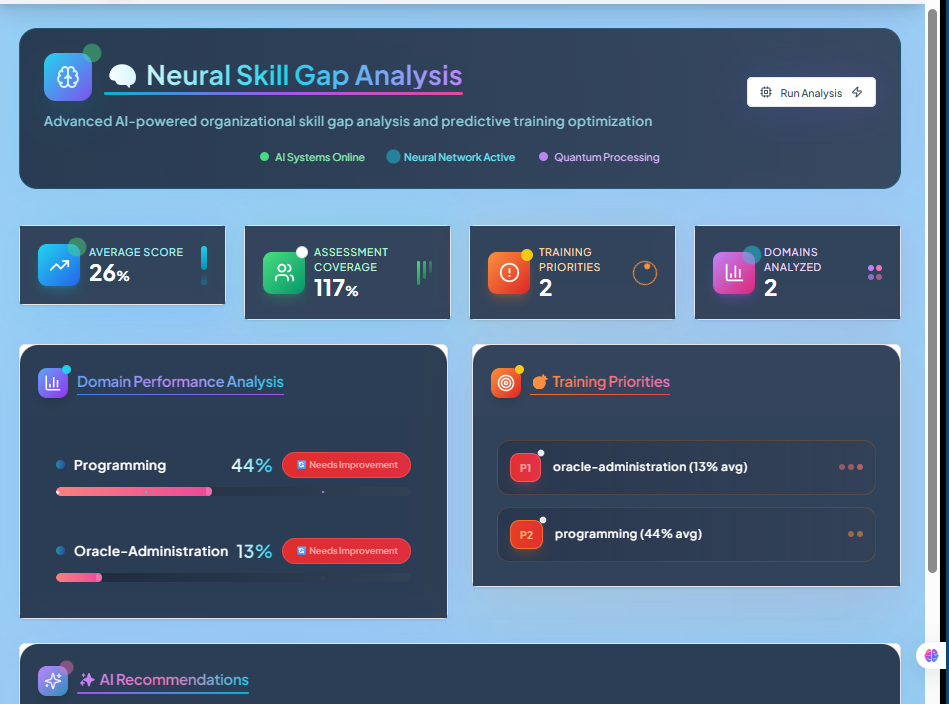 Neural Skill Gap Analysis
Run Analysis
Advanced AI-powered organizational skill gap analysis and predictive training optimization
AI Systems Online
Neural Network Active
Quantum Processing
AVERAGE SCORE
26%
ASSESSMENT
COVERAGE
117%
TRAINING
PRIORITIES
2
DOMAINS
ANALYZED
2
Domain Performance Analysis
Programming
44%
Needs Improvement
Oracle-Administration
13%
Needs Improvement
Training Priorities
P1
oracle-administration (13% avg)
P2
programming (44% avg)
AI Recommendations